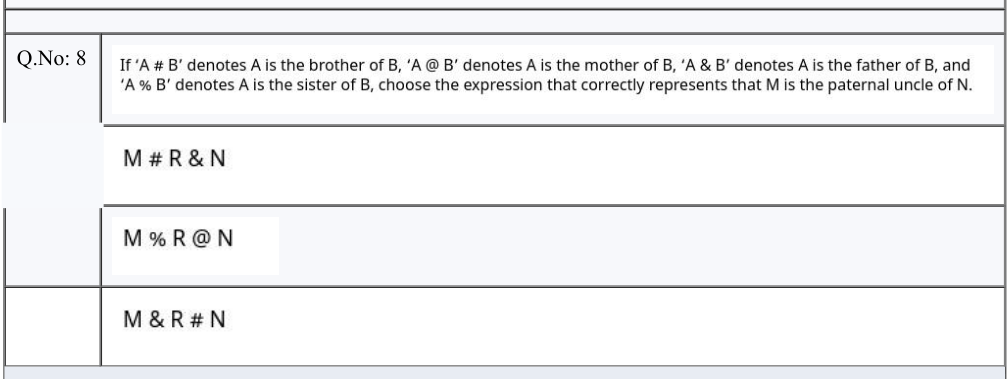 Q.No: 8
If ‘A # B’ denotes A is the brother of B, ‘A @ B’ denotes A is the mother of B, ‘A & B’ denotes A is the father of B, and
‘A % B’ denotes A is the sister of B, choose the expression that correctly represents that M is the paternal uncle of N.
M # R & N
M % R @ N
M & R # N